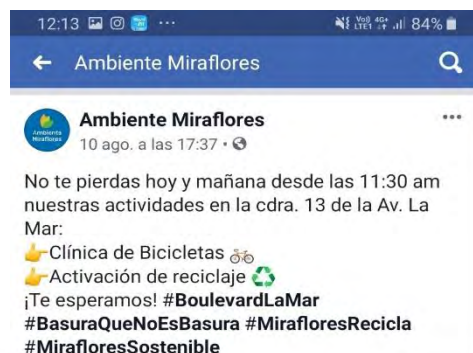 12:13 84%
Ambiente Miraflores
Ambiente Miraflores
10 ago. a las 17:37
No te pierdas hoy y mañana desde las 11:30 am
nuestras actividades en la cdra. 13 de la Av. La
Mar:
👉Clínica de Bicicletas 🚲
👉Activación de reciclaje ♻️
¡Te esperamos! #BoulevardLaMar
#BasuraQueNoEsBasura #MirafloresRecicla
#MirafloresSostenible